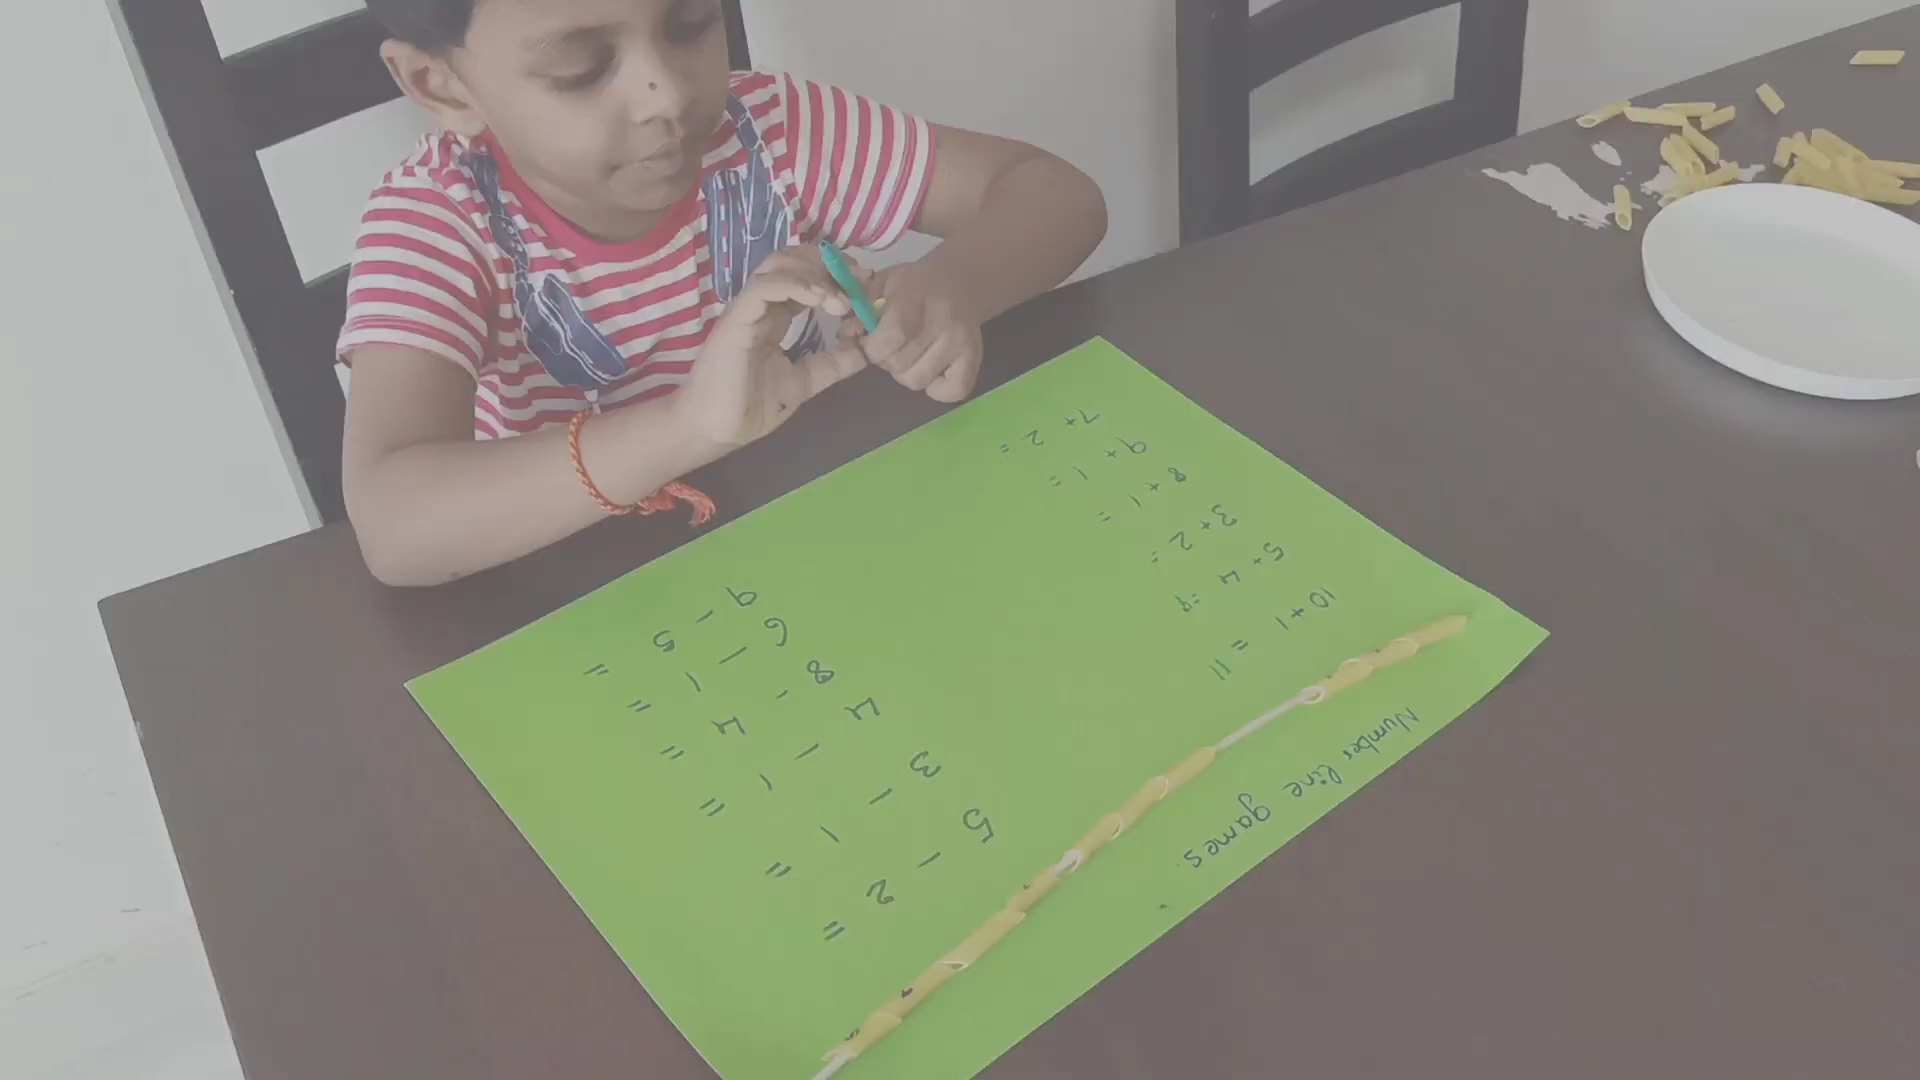 Number line games.
10 + 1 = 11
5 + 4 = 9
3 + 2 =
8 + 1 =
9 + 1 =
7 + 2 =
5 - 2 =
3 - 1 =
4 - 1 =
8 - 4 =
6 - 1 =
9 - 5 =